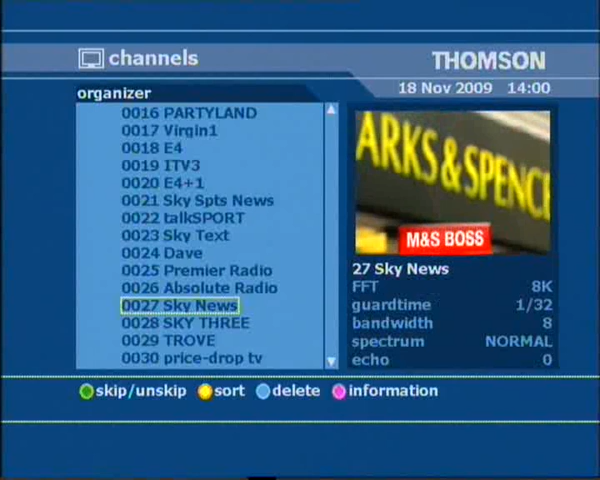 channels
THOMSON
18 Nov 2009 14:00
organizer
0016 PARTYLAND
0017 Virgin1
0018 E4
0019 ITV3
0020 E4+1
0021 Sky Spts News
0022 talkSPORT
0023 Sky Text
0024 Dave
0025 Premier Radio
0026 Absolute Radio
0027 Sky News
0028 SKY THREE
0029 TROVE
0030 price-drop tv
ARKS & SPENC
M&S BOSS
27 Sky News
FFT 8K
guardtime 1/32
bandwidth 8
spectrum NORMAL
echo 0
skip/unskip sort delete information